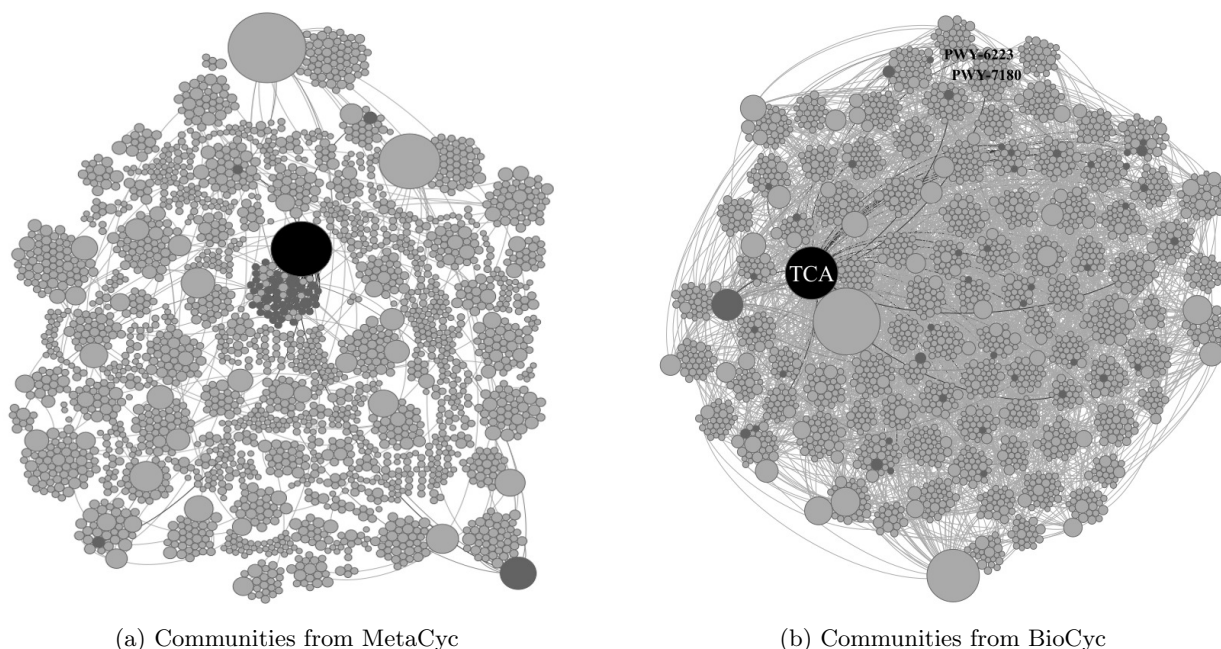 PWY-6223
PWY-7180
TCA
(a) Communities from MetaCyc
(b) Communities from BioCyc